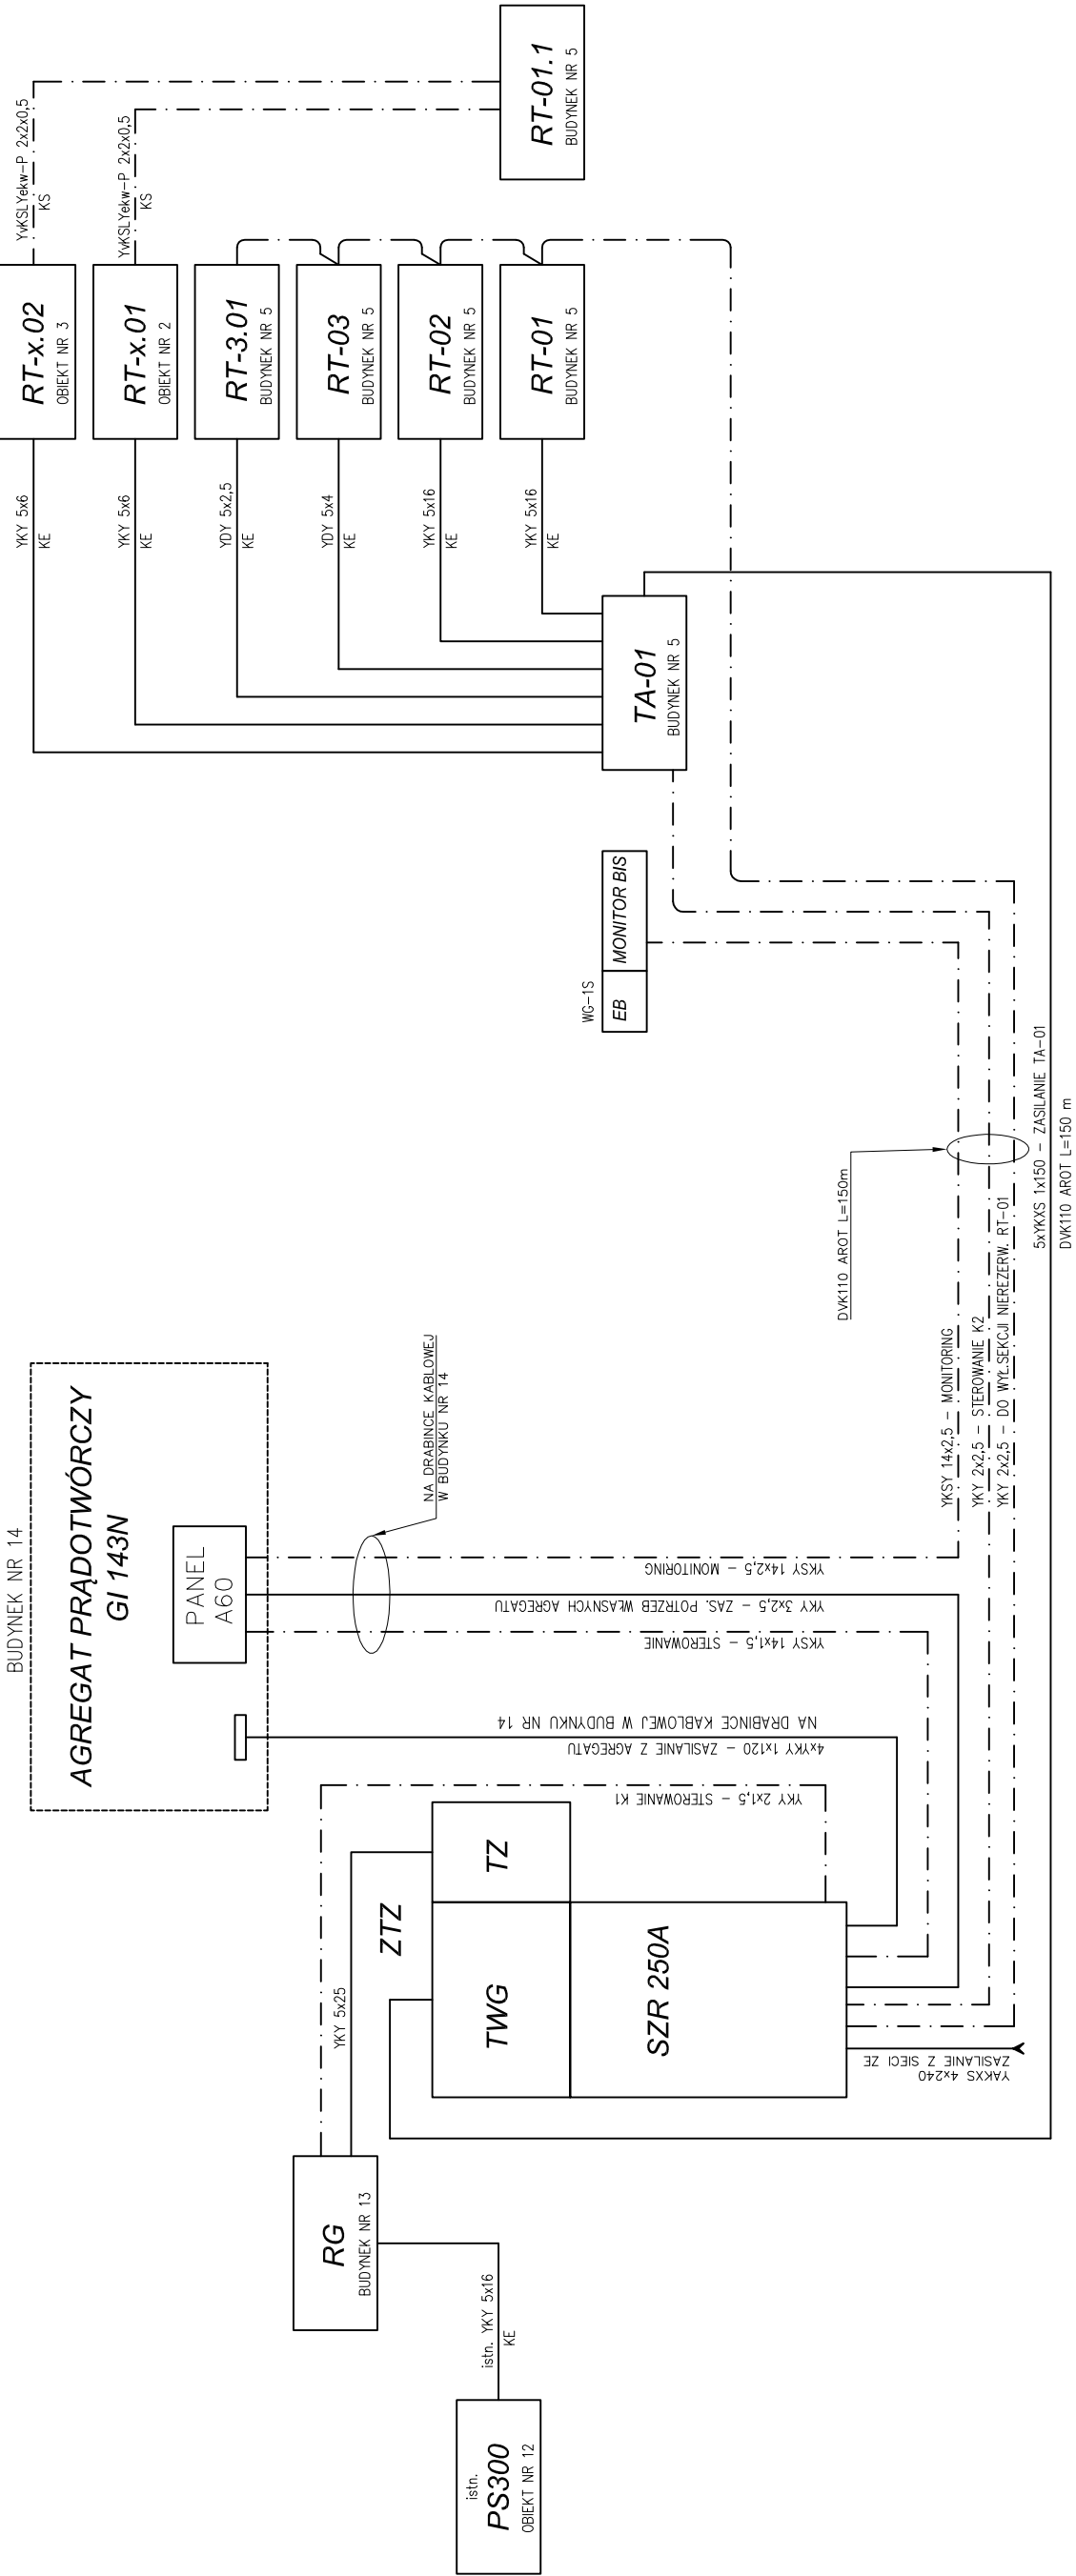 BUDYNEK NR 14
AGREGAT PRĄDOTWÓRCZY
GI 143N
PANEL
A60
NA DRABINCE KABLOWEJ
W BUDYNKU NR 14
YKSY 14x2,5 - MONITORING
YKY 3x2,5 - ZAS. POTRZEB WŁASNYCH AGREGATU
YKSY 14x1,5 - STEROWANIE
NA DRABINCE KABLOWEJ W BUDYNKU NR 14
4xYKY 1x120 - ZASILANIE Z AGREGATU
YKY 2x1,5 - STEROWANIE K1
istn.
PS300
OBIEKT NR 12
istn. YKY 5x16
KE
RG
BUDYNEK NR 13
YKY 5x25
ZTZ
TWG
TZ
SZR 250A
YAKXS 4x240
ZASILANIE Z SIECI ZE
YKSY 14x2,5 - MONITORING
YKY 2x2,5 - STEROWANIE K2
YKY 2x2,5 - DO WYŁ.SEKCJI NIEREZERW. RT-01
5xYKXS 1x150 - ZASILANIE TA-01
DVK110 AROT L=150 m
DVK110 AROT L=150m
WG-1S
EB
MONITOR BIS
TA-01
BUDYNEK NR 5
YKY 5x6
KE
RT-x.02
OBIEKT NR 3
YvKSLYekw-P 2x2x0,5
KS
YKY 5x6
KE
RT-x.01
OBIEKT NR 2
YvKSLYekw-P 2x2x0,5
KS
YDY 5x2,5
KE
RT-3.01
BUDYNEK NR 5
YDY 5x4
KE
RT-03
BUDYNEK NR 5
YKY 5x16
KE
RT-02
BUDYNEK NR 5
YKY 5x16
KE
RT-01
BUDYNEK NR 5
RT-01.1
BUDYNEK NR 5